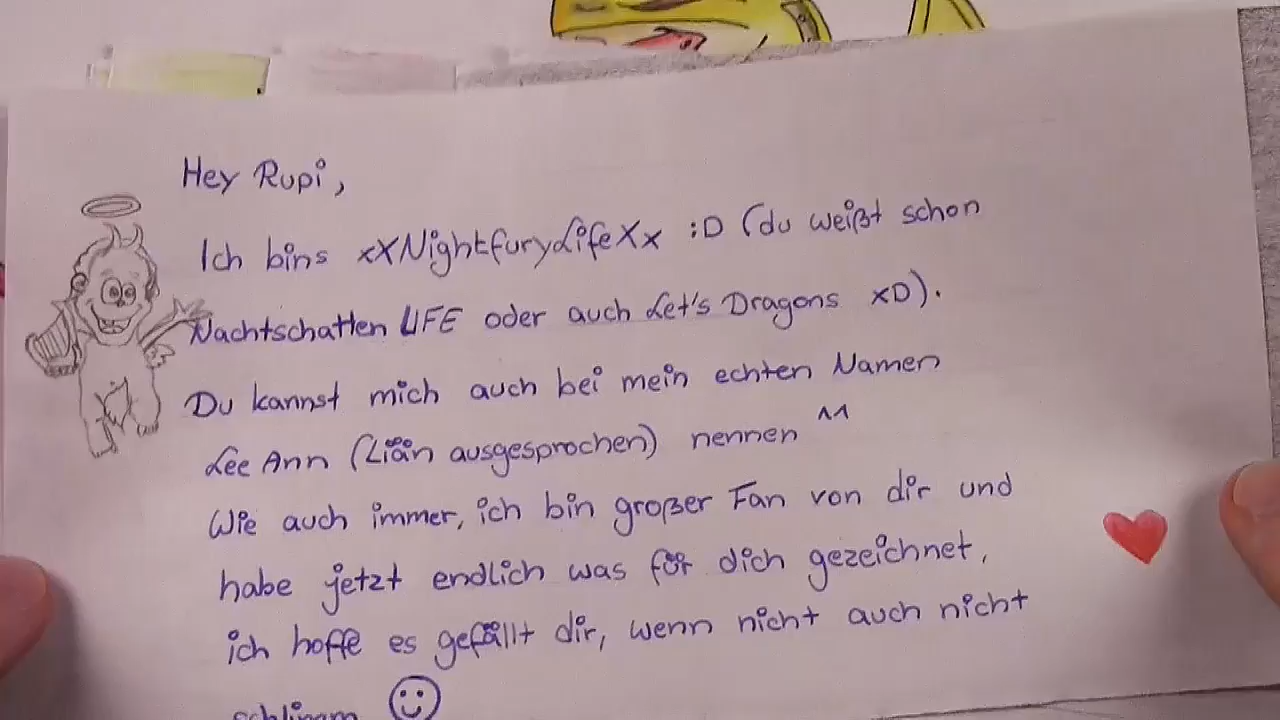 Hey Rupi,
Ich bins xXNightfuryLifeXx :D (du weißt schon
Nachtschatten LIFE oder auch Let's Dragons xD).
Du kannst mich auch bei mein echten Namen
Lee Ann (Liän ausgesprochen) nennen ^^
Wie auch immer, ich bin großer Fan von dir und
habe jetzt endlich was für dich gezeichnet,
ich hoffe es gefällt dir, wenn nicht auch nicht